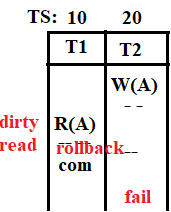 TS: 10 20
T1 T2
W(A)
dirty R(A)
read rollback
com
fail